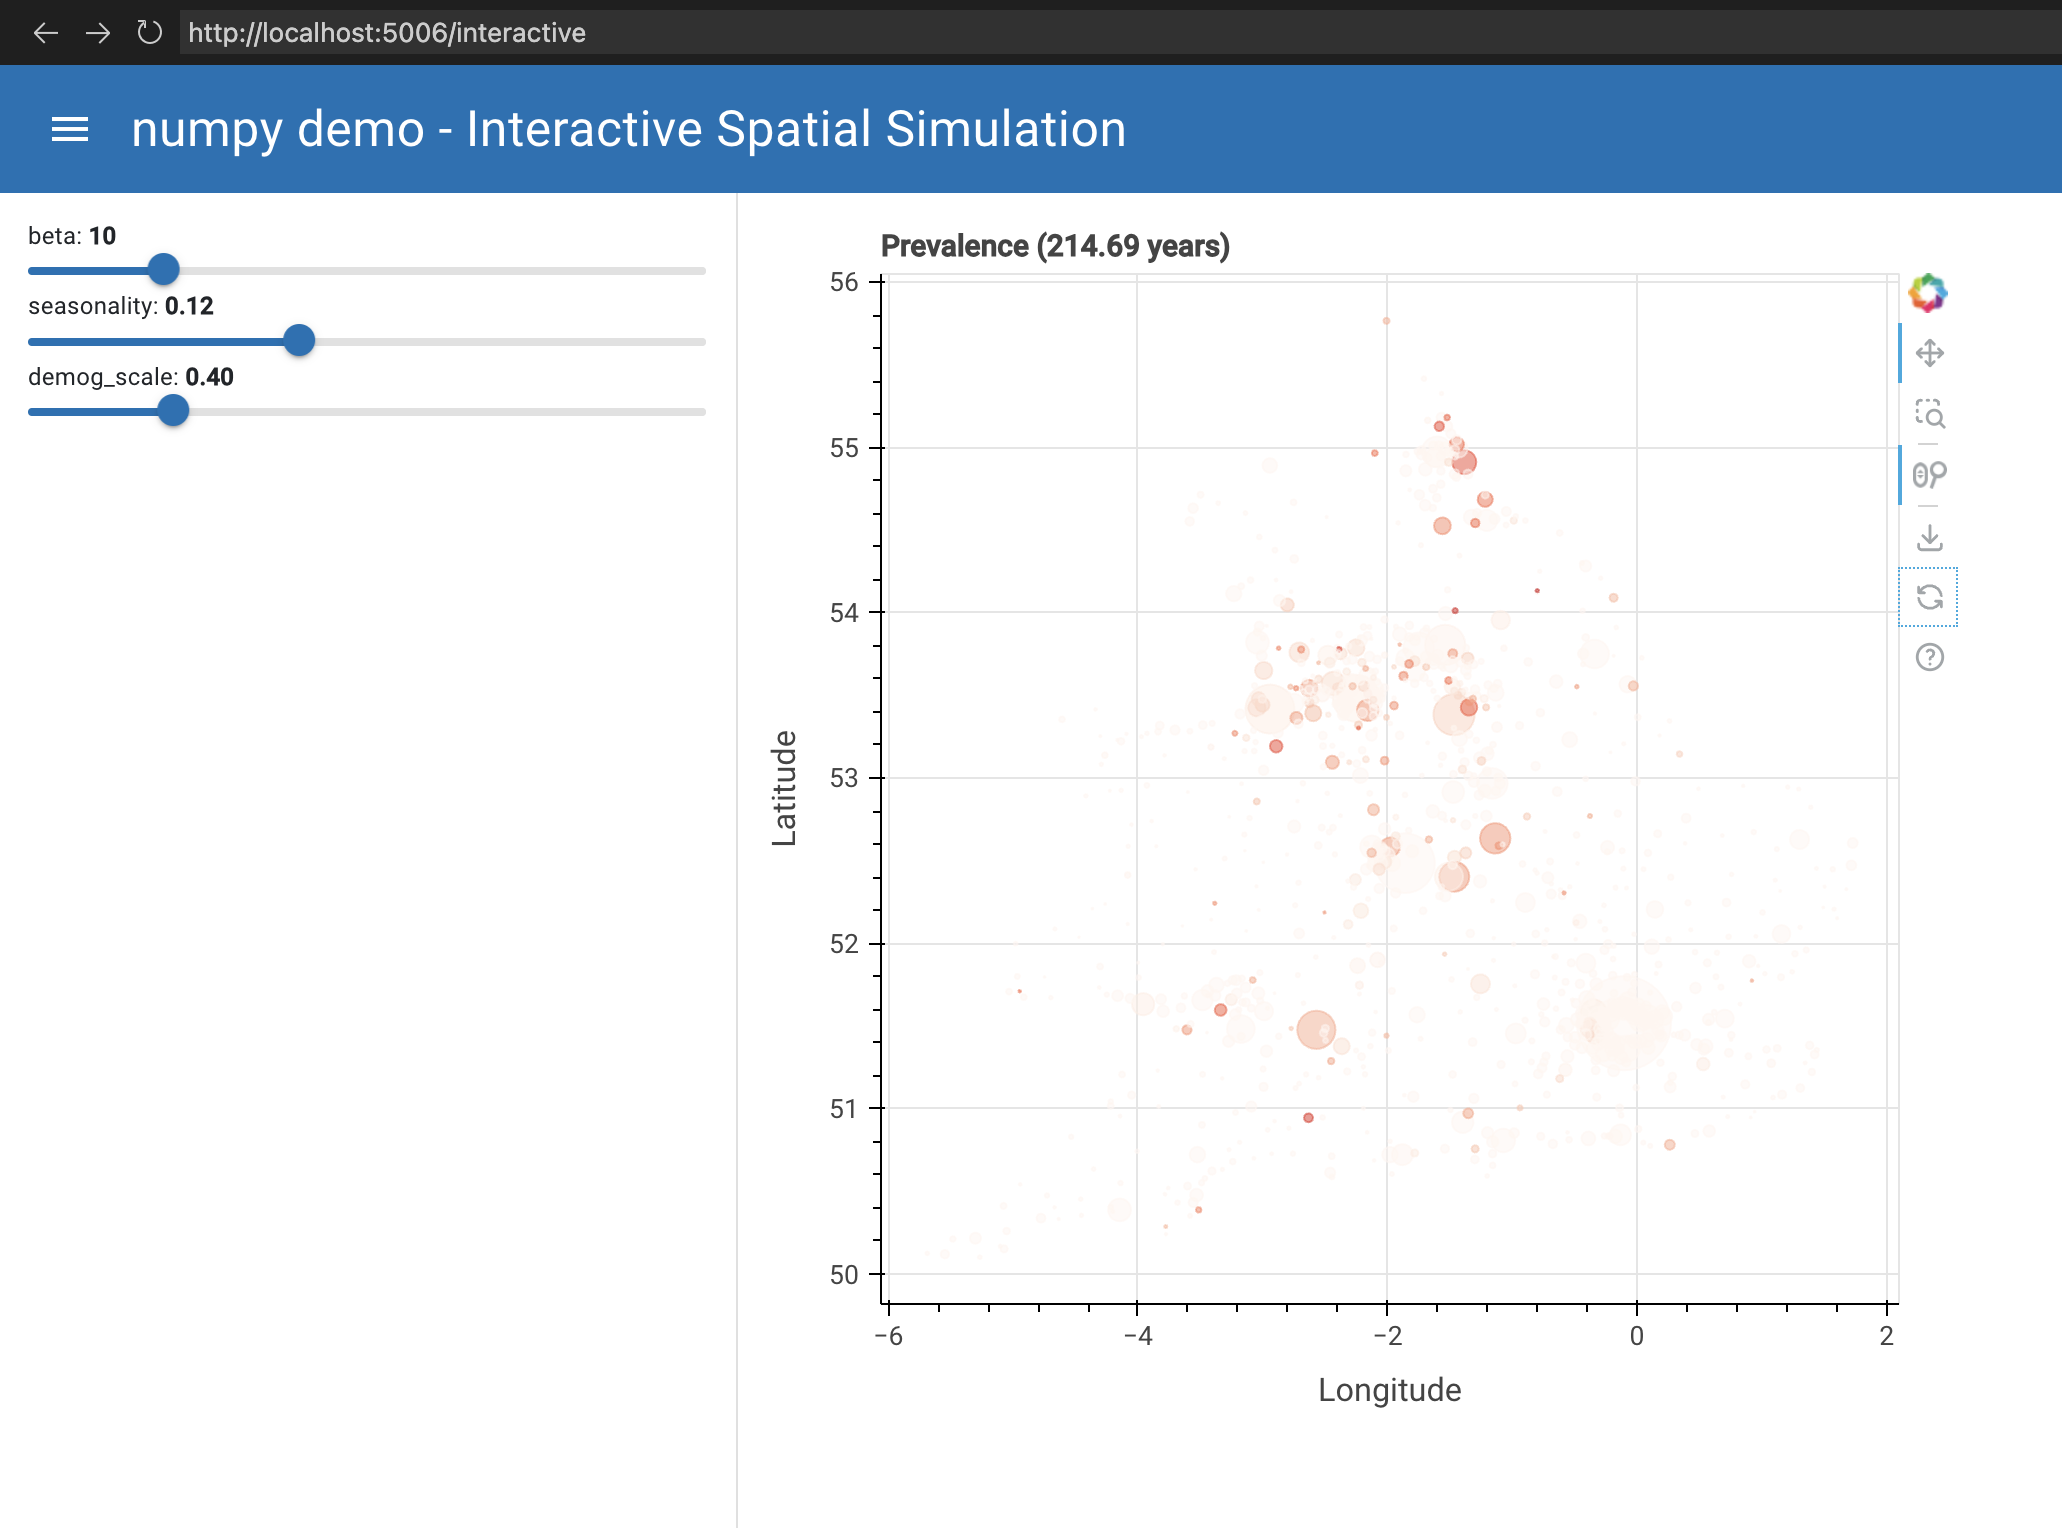 http://localhost:5006/interactive
numpy demo - Interactive Spatial Simulation
beta: 10
seasonality: 0.12
demog_scale: 0.40
Prevalence (214.69 years)
56
55
54
53
52
51
50
Latitude
−6
−4
−2
0
2
Longitude